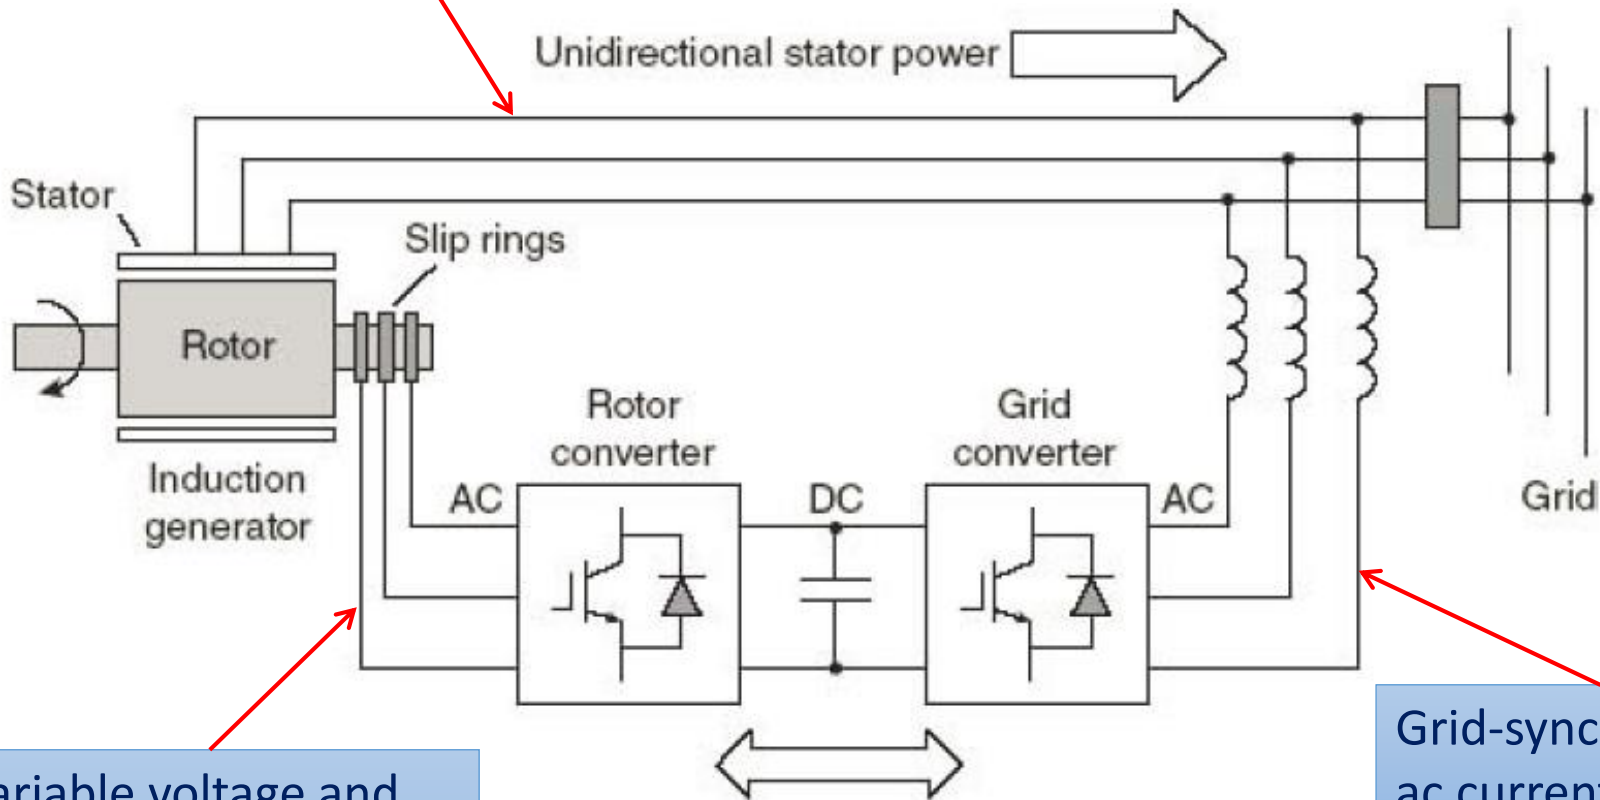 Unidirectional stator power
Stator
Slip rings
Rotor
Rotor
converter
Grid
converter
Induction
generator
AC
DC
AC
Grid
voltage and
Grid-sync
ac current